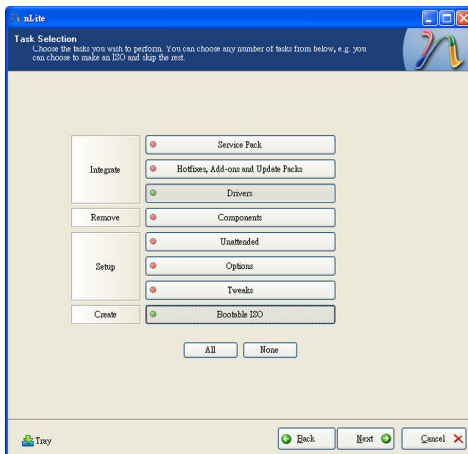 nLite
Task Selection
Choose the tasks you wish to perform. You can choose any number of tasks from below, e.g. you
can choose to make an ISO and skip the rest.
Integrate
Service Pack
Hotfixes, Add-ons and Update Packs
Drivers
Remove
Components
Setup
Unattended
Options
Tweaks
Create
Bootable ISO
All None
Tray
Back Next Cancel